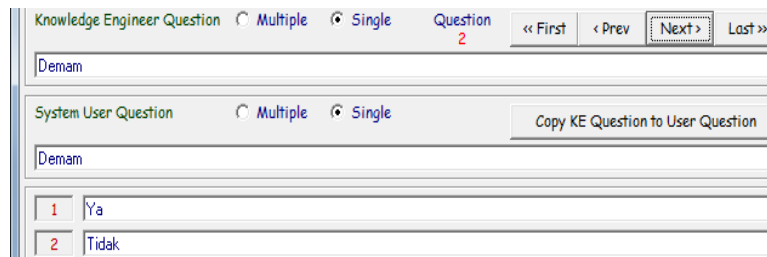 Knowledge Engineer Question Multiple Single Question 2 « First ‹ Prev Next › Last »
Demam
System User Question Multiple Single Copy KE Question to User Question
Demam
1 Ya
2 Tidak